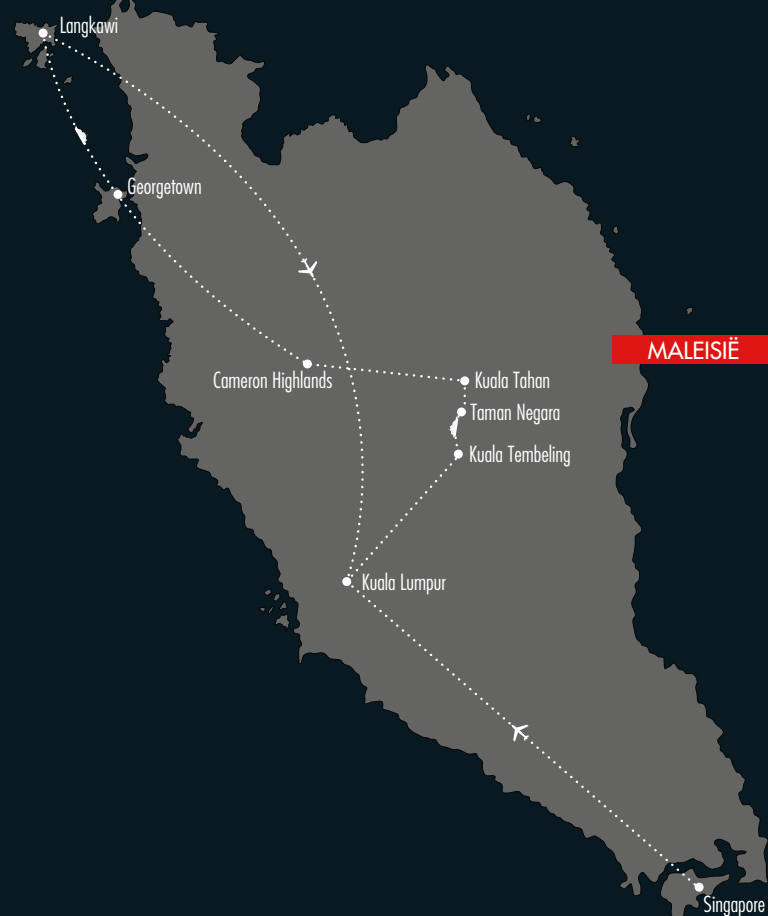 Langkawi
Georgetown
MALEISIË
Cameron Highlands
Kuala Tahan
Taman Negara
Kuala Tembeling
Kuala Lumpur
Singapore